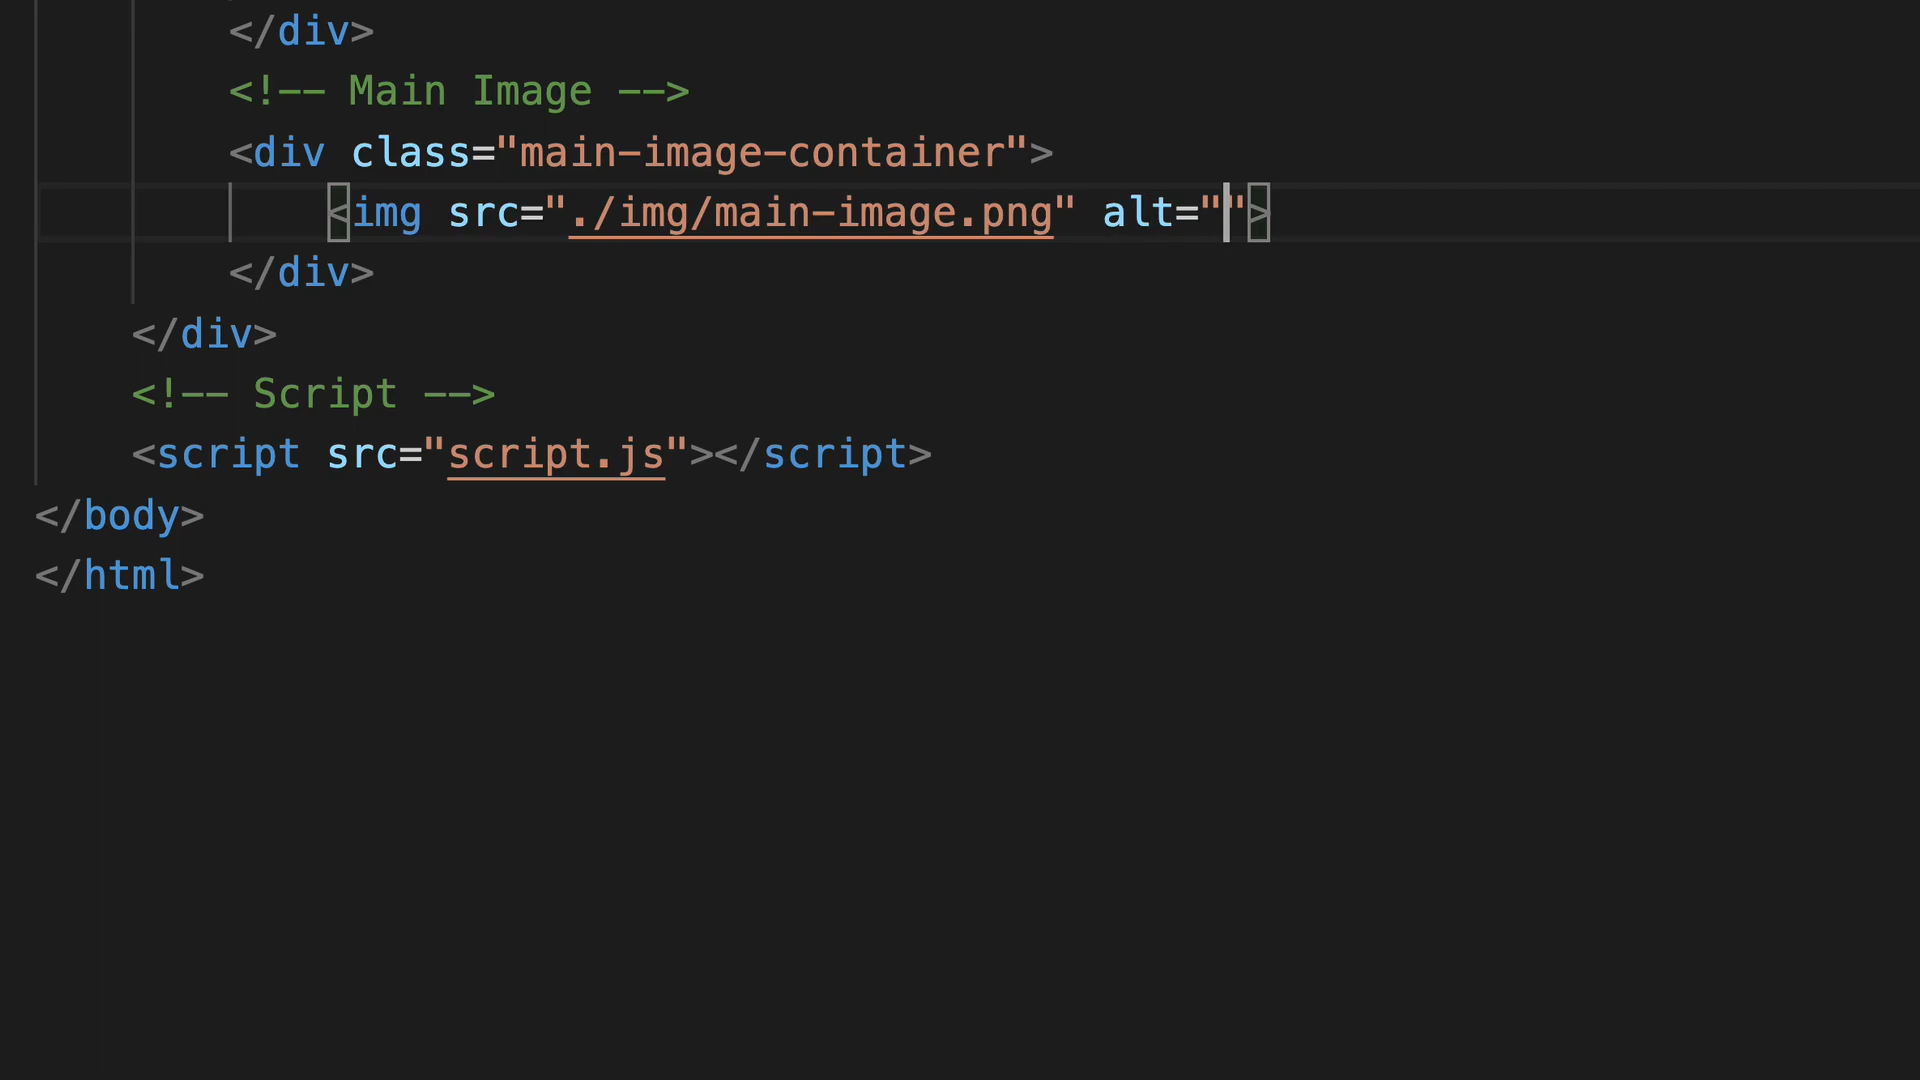 </div>
<!-- Main Image -->
<div class="main-image-container">
<img src="./img/main-image.png" alt="">
</div>
</div>
<!-- Script -->
<script src="script.js"></script>
</body>
</html>